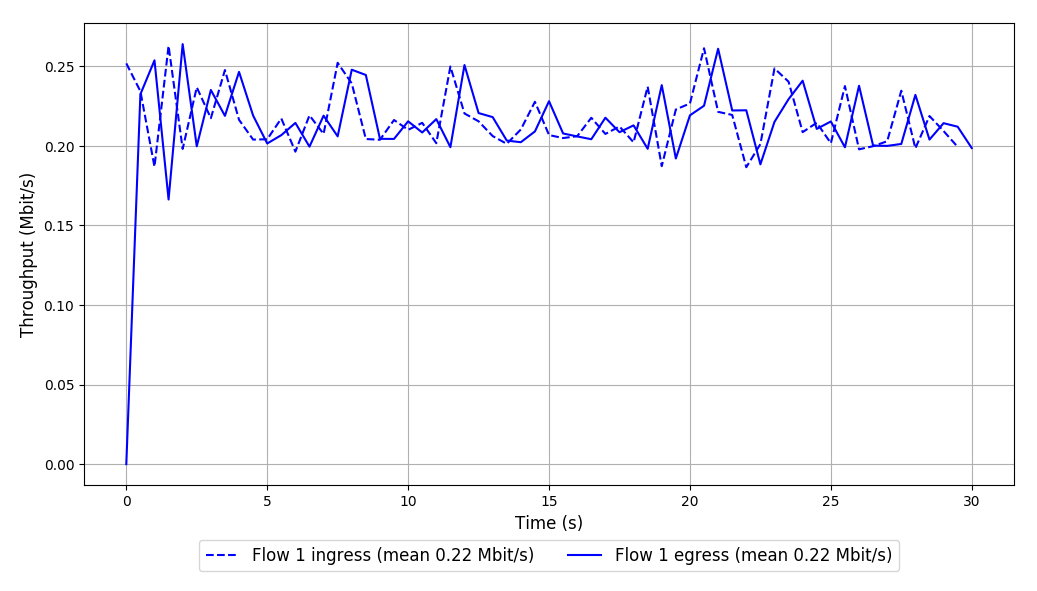 0.25
0.20
0.15
0.10
0.05
0.00
Throughput (Mbit/s)
0 5 10 15 20 25 30
Time (s)
Flow 1 ingress (mean 0.22 Mbit/s) Flow 1 egress (mean 0.22 Mbit/s)